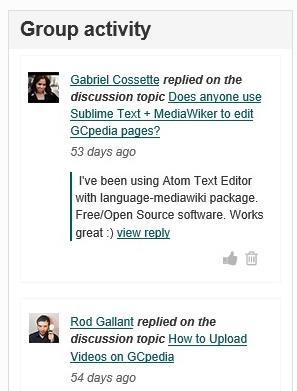 Group activity
Gabriel Cossette replied on the
discussion topic Does anyone use
Sublime Text + MediaWiker to edit
GCpedia pages?
53 days ago
I've been using Atom Text Editor
with language-mediawiki package.
Free/Open Source software. Works
great :) view reply
Rod Gallant replied on the
discussion topic How to Upload
Videos on GCpedia
54 days ago